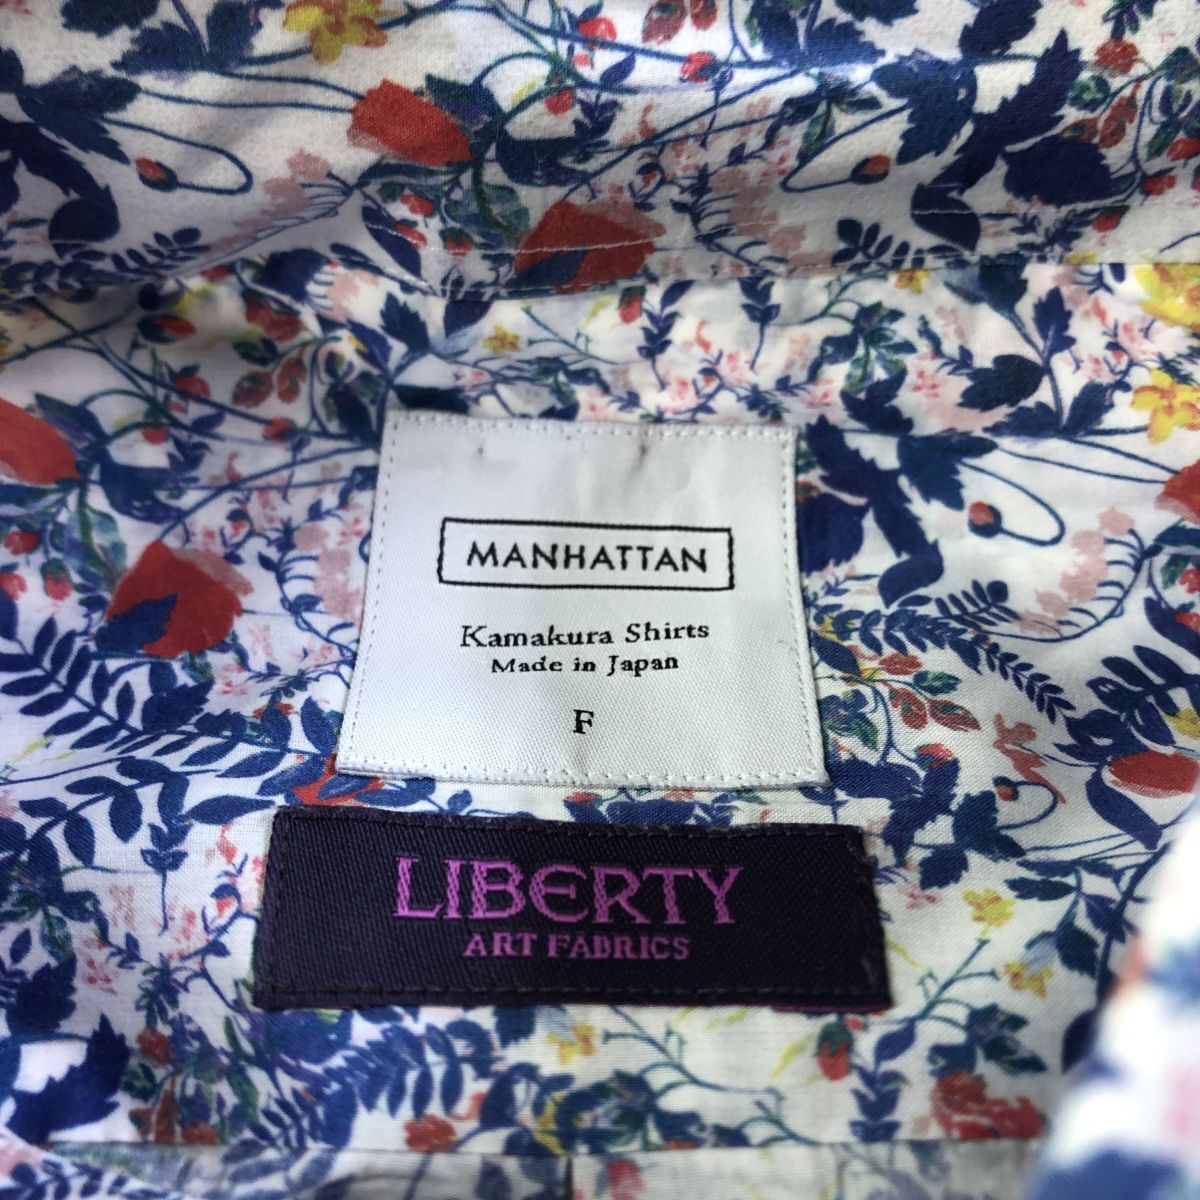 MANHATTAN
Kamakura Shirts
Made in Japan
F
LIBERTY
ART FABRICS